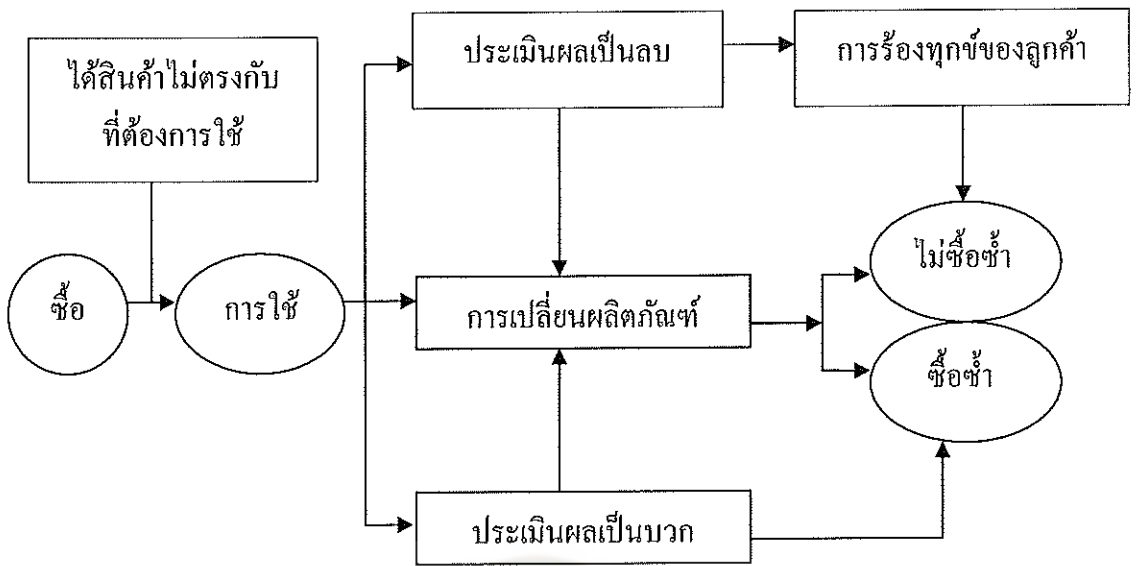 ได้สินค้าไม่ตรงกับ
ที่ต้องการใช้
ประเมินผลเป็นลบ
การร้องทุกข์ของลูกค้า
ซื้อ
การใช้
การเปลี่ยนผลิตภัณฑ์
ไม่ซื้อซ้ำ
ซื้อซ้ำ
ประเมินผลเป็นบวก